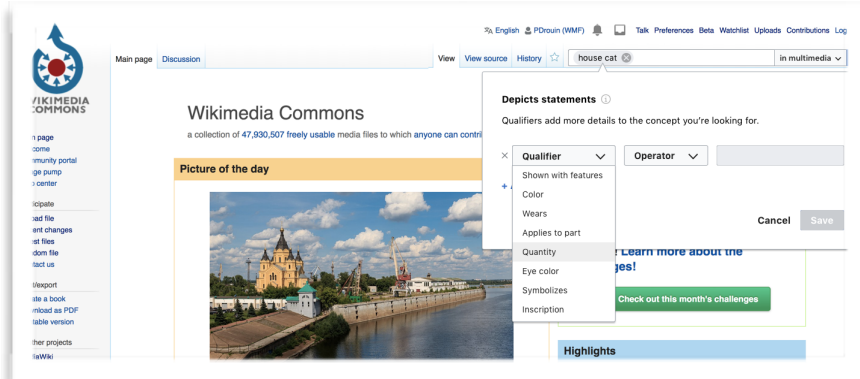 English PDrouin (WMF) Talk Preferences Beta Watchlist Uploads Contributions Log
Main page Discussion View View source History house cat in multimedia
VIKIMEDIA
COMMONS
Depicts statements
Qualifiers add more details to the concept you're looking for.
Wikimedia Commons
a collection of 47,930,507 freely usable media files to which anyone can contri
n page
come
nmunity portal
ge pump
o center
Qualifier Operator
Picture of the day
Shown with features
Color
Wears
Applies to part
Quantity
Eye color
Symbolizes
Inscription
Cancel Save
icipate
oad file
ent changes
est files
dom file
tact us
Learn more about the
ges!
Check out this month's challenges
t/export
ate a book
vnload as PDF
table version
ther projects
iaWiki
Highlights